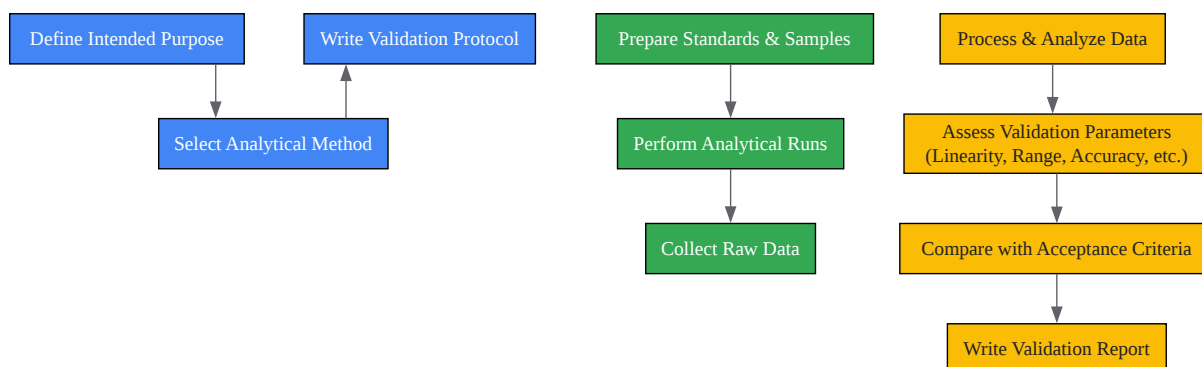 Define Intended Purpose
Write Validation Protocol
Select Analytical Method
Prepare Standards & Samples
Perform Analytical Runs
Collect Raw Data
Process & Analyze Data
Assess Validation Parameters
(Linearity, Range, Accuracy, etc.)
Compare with Acceptance Criteria
Write Validation Report